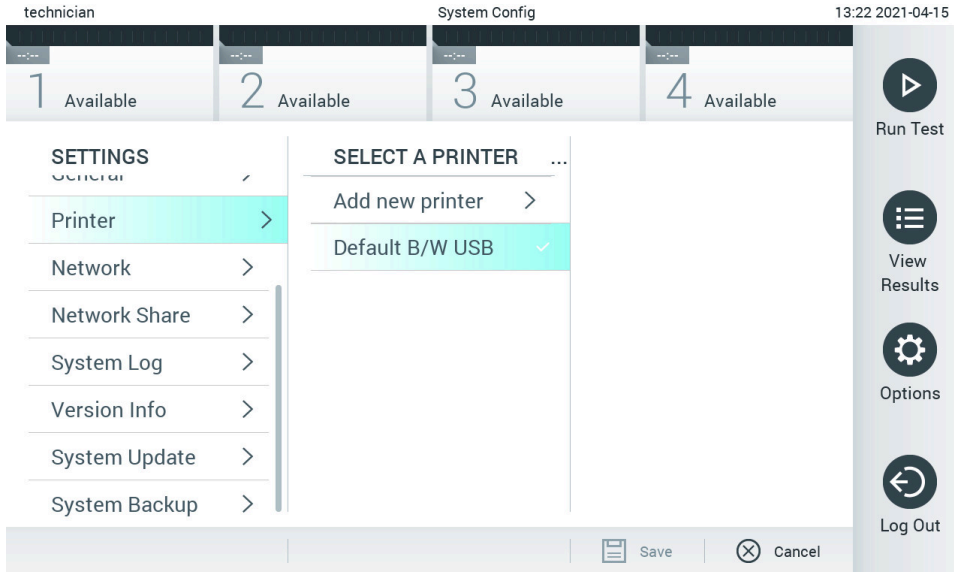 technician
System Config
13:22 2021-04-15
--:--
--:--
--:--
--:--
1 Available
2 Available
3 Available
4 Available
Run Test
View
Results
Options
Log Out
SETTINGS
General
Printer
Network
Network Share
System Log
Version Info
System Update
System Backup
SELECT A PRINTER ...
Add new printer
Default B/W USB
Save
Cancel